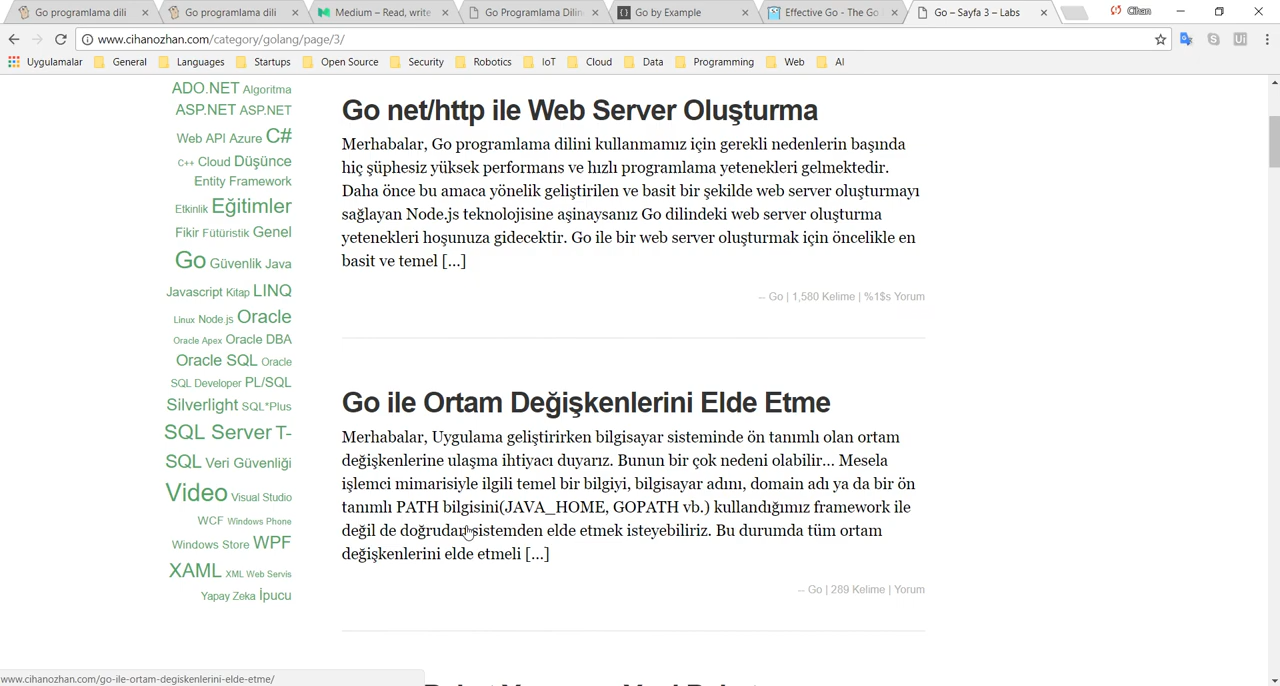 Go programlama dili
Go programlama dili
Medium – Read, write
Go Programlama Dilin
Go by Example
Effective Go - The Go
Go – Sayfa 3 – Labs
Cihan
www.cihanozhan.com/category/golang/page/3/
Uygulamalar
General
Languages
Startups
Open Source
Security
Robotics
IoT
Cloud
Data
Programming
Web
AI
ADO.NET Algoritma
ASP.NET ASP.NET
Web API Azure C#
C++ Cloud Düşünce
Entity Framework
Etkinlik Eğitimler
Fikir Fütüristik Genel
Go Güvenlik Java
Javascript Kitap LINQ
Linux Node.js Oracle
Oracle Apex Oracle DBA
Oracle SQL Oracle
SQL Developer PL/SQL
Silverlight SQL*Plus
SQL Server T-
SQL Veri Güvenliği
Video Visual Studio
WCF Windows Phone
Windows Store WPF
XAML XML Web Servis
Yapay Zeka İpucu
Go net/http ile Web Server Oluşturma
Merhabalar, Go programlama dilini kullanmamız için gerekli nedenlerin başında
hiç şüphesiz yüksek performans ve hızlı programlama yetenekleri gelmektedir.
Daha önce bu amaca yönelik geliştirilen ve basit bir şekilde web server oluşturmayı
sağlayan Node.js teknolojisine aşinaysanız Go dilindeki web server oluşturma
yetenekleri hoşunuza gidecektir. Go ile bir web server oluşturmak için öncelikle en
basit ve temel [...]
-- Go | 1,580 Kelime | %1$s Yorum
Go ile Ortam Değişkenlerini Elde Etme
Merhabalar, Uygulama geliştirirken bilgisayar sisteminde ön tanımlı olan ortam
değişkenlerine ulaşma ihtiyacı duyarız. Bunun bir çok nedeni olabilir... Mesela
işlemci mimarisiyle ilgili temel bir bilgiyi, bilgisayar adını, domain adı ya da bir ön
tanımlı PATH bilgisini(JAVA_HOME, GOPATH vb.) kullandığımız framework ile
değil de doğrudan sistemden elde etmek isteyebiliriz. Bu durumda tüm ortam
değişkenlerini elde etmeli [...]
-- Go | 289 Kelime | Yorum
www.cihanozhan.com/go-ile-ortam-degiskenlerini-elde-etme/